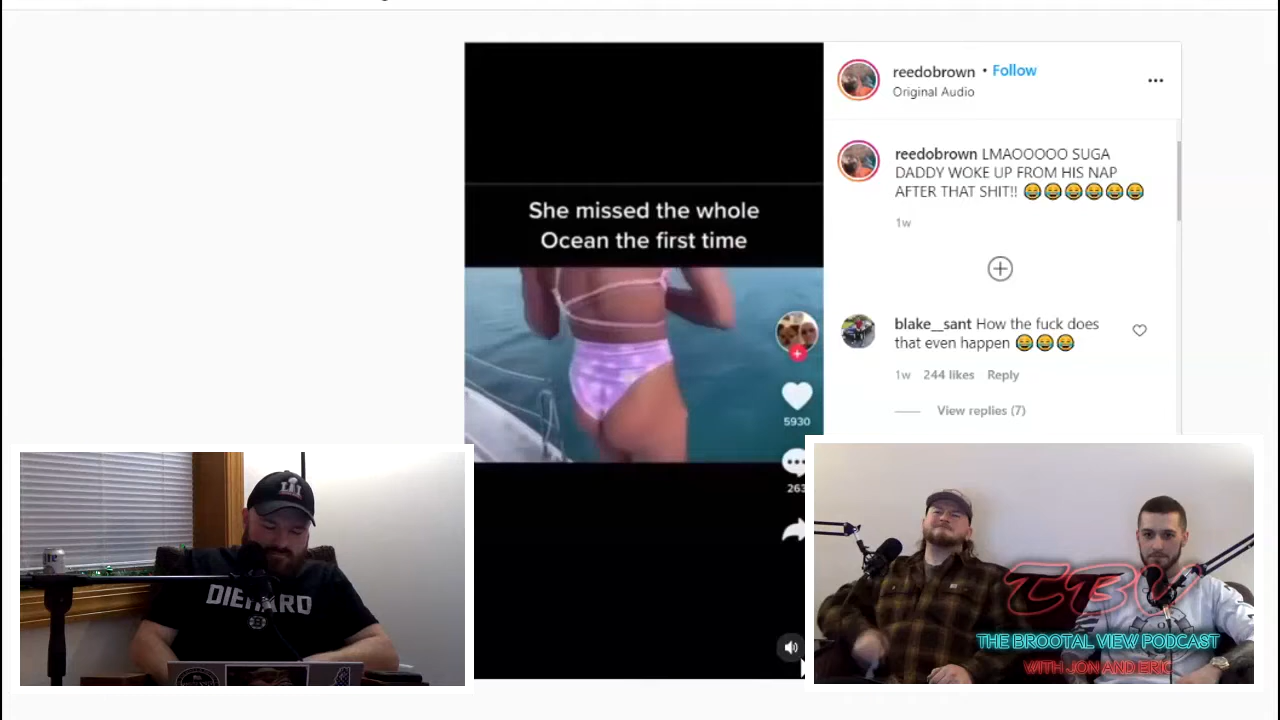 reedobrown • Follow
Original Audio
reedobrown LMAOOOOO SUGA
DADDY WOKE UP FROM HIS NAP
AFTER THAT SHIT!! 😂😂😂😂😂😂
1w
She missed the whole
Ocean the first time
blake__sant How the fuck does
that even happen 😂😂😂
1w 244 likes Reply
View replies (7)
5930
263
DIEHARD
TBV
THE BROOTAL VIEW PODCAST
WITH JON AND ERIC